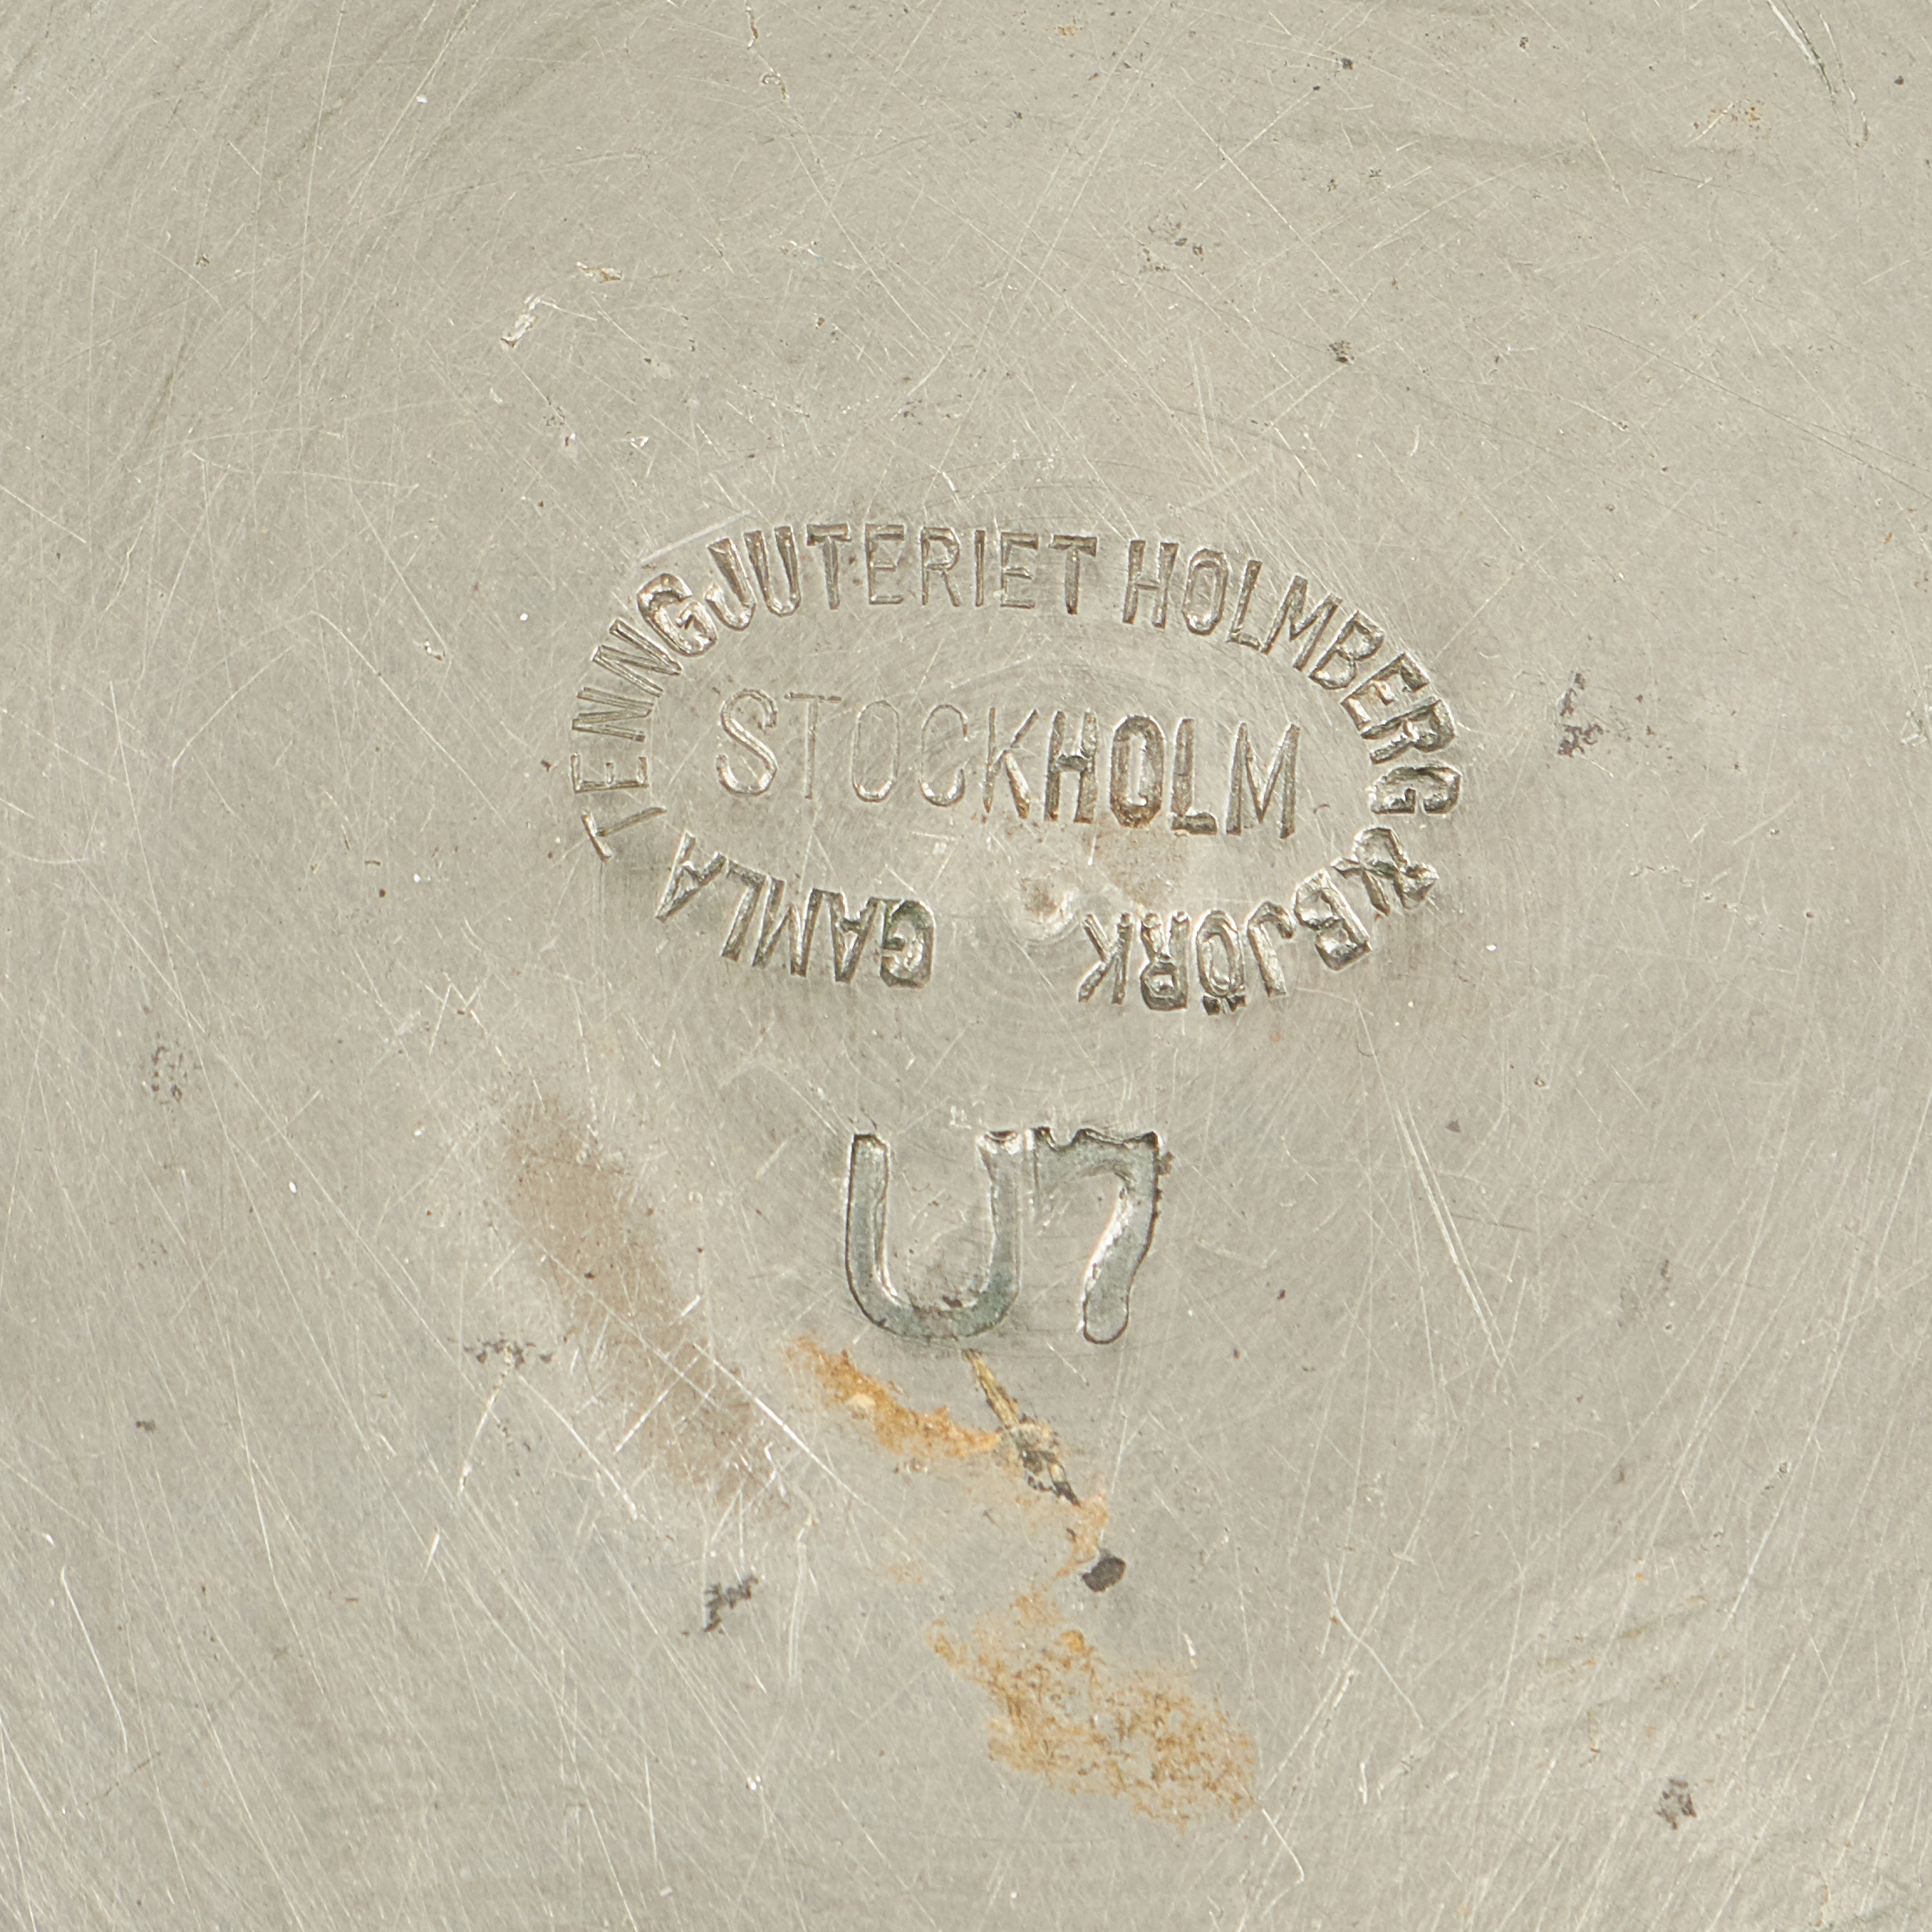 GAMLA TENNGJUTERIET HOLMBERG & BJÖRK
STOCKHOLM
U7